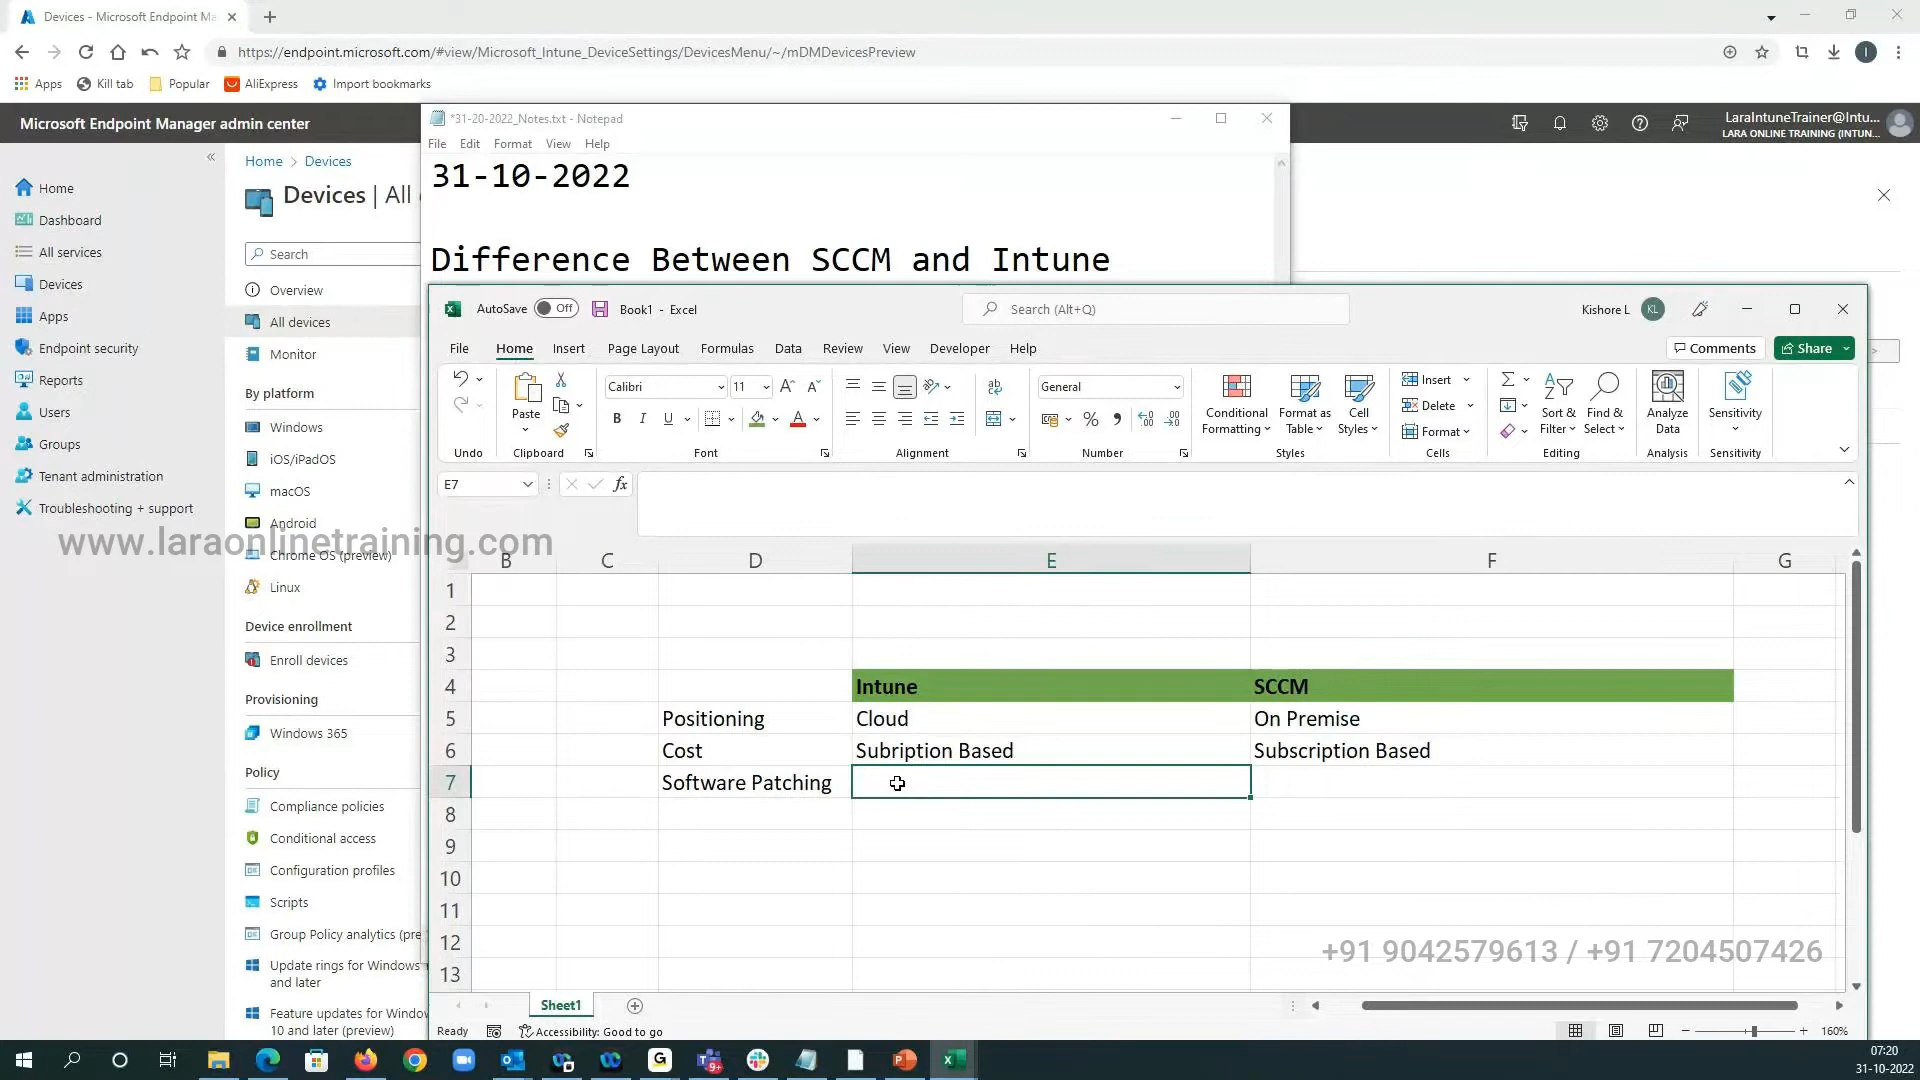 Devices - Microsoft Endpoint Ma
https://endpoint.microsoft.com/#view/Microsoft_Intune_DeviceSettings/DevicesMenu/~/mDMDevicesPreview
I
Apps Kill tab Popular AliExpress Import bookmarks
Microsoft Endpoint Manager admin center
LaraIntuneTrainer@Intu...
LARA ONLINE TRAINING (INTUN...
Home
Dashboard
All services
Devices
Apps
Endpoint security
Reports
Users
Groups
Tenant administration
Troubleshooting + support
Home > Devices
Devices | All
Search
Overview
All devices
Monitor
By platform
Windows
iOS/iPadOS
macOS
Android
Chrome OS (preview)
Linux
Device enrollment
Enroll devices
Provisioning
Windows 365
Policy
Compliance policies
Conditional access
Configuration profiles
Scripts
Group Policy analytics (pre
Update rings for Windows
and later
Feature updates for Windo
10 and later (preview)
*31-20-2022_Notes.txt - Notepad
File Edit Format View Help
31-10-2022
Difference Between SCCM and Intune
AutoSave Off Book1 - Excel Search (Alt+Q) Kishore L KL
File Home Insert Page Layout Formulas Data Review View Developer Help Comments Share
Undo
Paste
Clipboard
Calibri 11
B I U
Font
ab
Alignment
General
Number
Conditional
Formatting
Format as
Table
Cell
Styles
Styles
Insert
Delete
Format
Cells
Sort &
Filter
Find &
Select
Editing
Analyze
Data
Analysis
Sensitivity
Sensitivity
E7 fx
B C D E F G
1
2
3
4 Intune SCCM
5 Positioning Cloud On Premise
6 Cost Subription Based Subscription Based
7 Software Patching
8
9
10
11
12
13
Sheet1
Ready Accessibility: Good to go 160%
www.laraonlinetraining.com
+91 9042579613 / +91 7204507426
07:20
31-10-2022